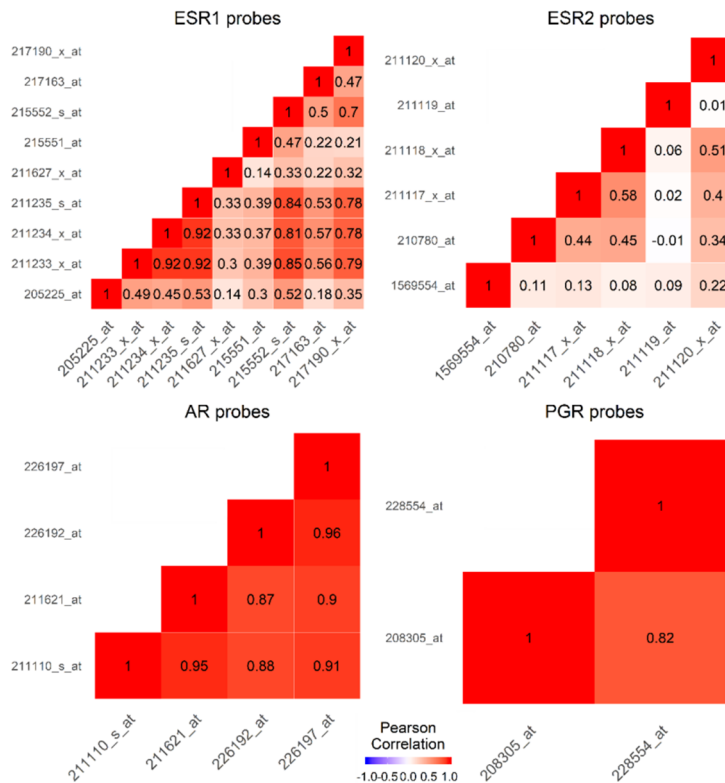 ESR1 probes
217190_x_at 1
217163_at 1 0.47
215552_s_at 1 0.5 0.7
215551_at 1 0.47 0.22 0.21
211627_x_at 1 0.14 0.33 0.22 0.32
211235_s_at 1 0.33 0.39 0.84 0.53 0.78
211234_x_at 1 0.92 0.33 0.37 0.81 0.57 0.78
211233_x_at 1 0.92 0.92 0.3 0.39 0.85 0.56 0.79
205225_at 1 0.49 0.45 0.53 0.14 0.3 0.52 0.18 0.35
205225_at 211233_x_at 211234_x_at 211235_s_at 211627_x_at 215551_at 215552_s_at 217163_at 217190_x_at
ESR2 probes
211120_x_at 1
211119_at 1 0.01
211118_x_at 1 0.06 0.51
211117_x_at 1 0.58 0.02 0.4
210780_at 1 0.44 0.45 -0.01 0.34
1569554_at 1 0.11 0.13 0.08 0.09 0.22
1569554_at 210780_at 211117_x_at 211118_x_at 211119_at 211120_x_at
AR probes
226197_at 1
226192_at 1 0.96
211621_at 1 0.87 0.9
211110_s_at 1 0.95 0.88 0.91
211110_s_at 211621_at 226192_at 226197_at
PGR probes
228554_at 1
208305_at 1 0.82
208305_at 228554_at
Pearson
Correlation
-1.0-0.5 0.0 0.5 1.0